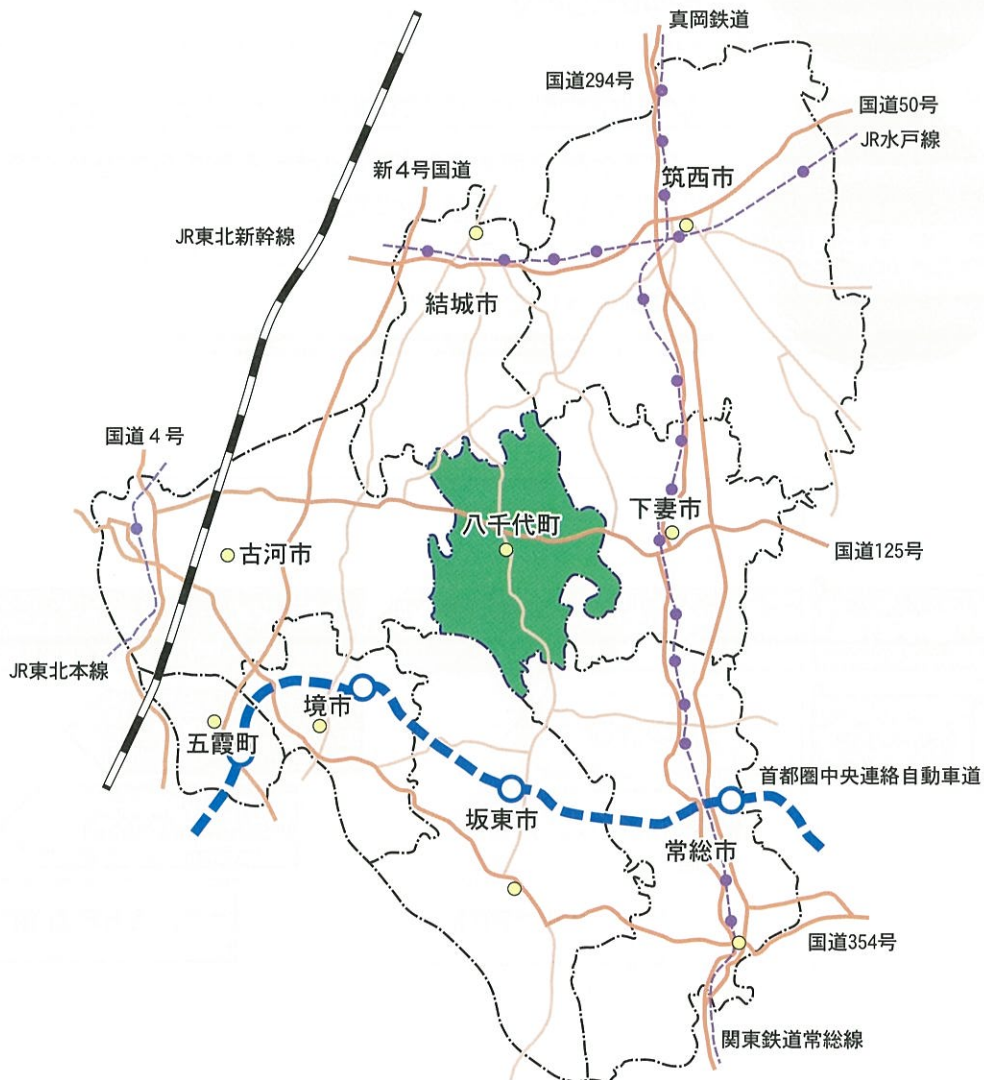 真岡鉄道
国道294号
国道50号
JR水戸線
新4号国道
筑西市
JR東北新幹線
結城市
国道4号
八千代町
下妻市
古河市
国道125号
JR東北本線
境市
五霞町
首都圏中央連絡自動車道
坂東市
常総市
国道354号
関東鉄道常総線